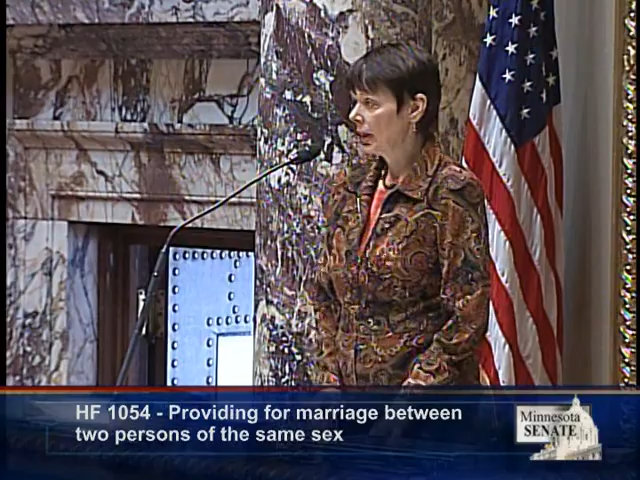 HF 1054 - Providing for marriage between
two persons of the same sex
Minnesota
SENATE